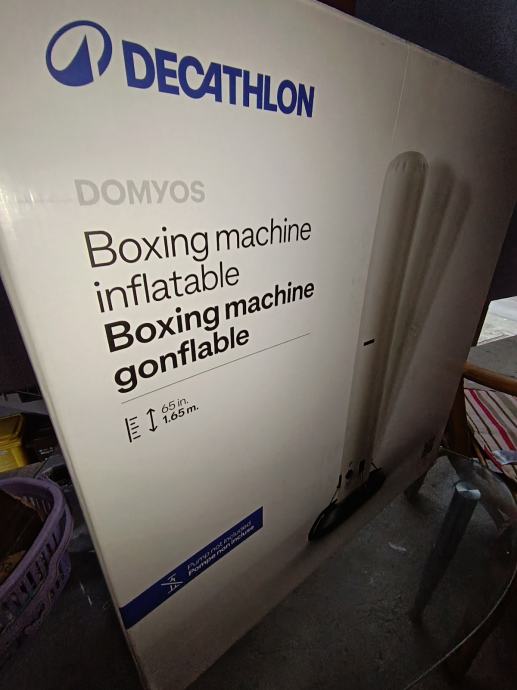 DECATHLON
DOMYOS
Boxing machine
inflatable
Boxing machine
gonflable
65 in.
1.65 m.
Pump not included
Pompe non incluse